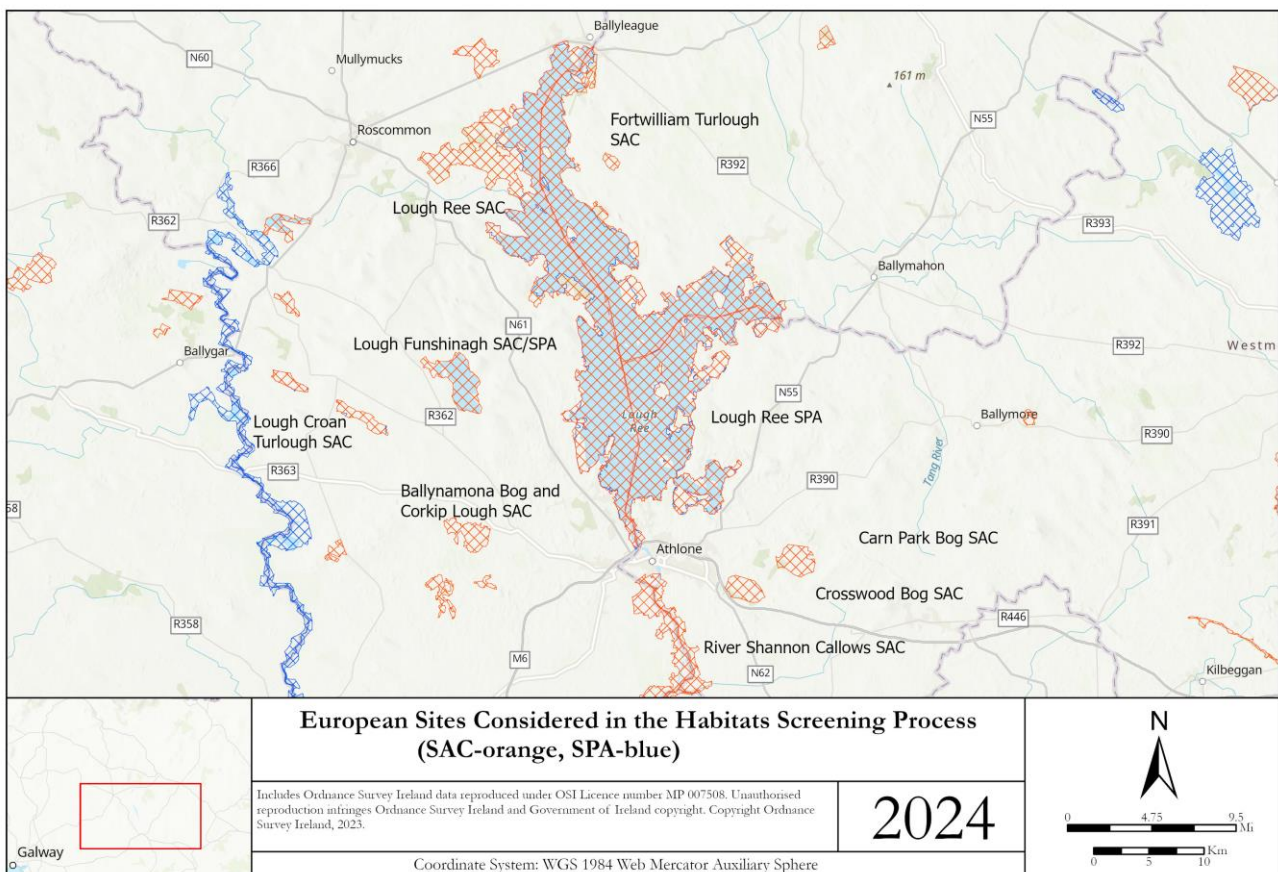 Ballyleague
N60
Mullymucks
161 m
Fortwilliam Turlough
SAC
N55
Roscommon
R392
R366
Lough Ree SAC
R362
R393
Ballymahon
N61
Lough Funshinagh SAC/SPA
R392
Westm
Ballygar
N55
R362
Lough Ree SPA
Ballymore
Lough Croan
Turlough SAC
Lough
Ree
R390
Tang River
R363
Ballynamona Bog and
Corkip Lough SAC
R390
58
R391
Carn Park Bog SAC
Athlone
Crosswood Bog SAC
R446
R358
River Shannon Callows SAC
M6
N62
Kilbeggan
European Sites Considered in the Habitats Screening Process
(SAC-orange, SPA-blue)
Includes Ordnance Survey Ireland data reproduced under OSI Licence number MP 007508. Unauthorised
reproduction infringes Ordnance Survey Ireland and Government of Ireland copyright. Copyright Ordnance
Survey Ireland, 2023.
2024
Coordinate System: WGS 1984 Web Mercator Auxiliary Sphere
Galway
N
0 4.75 9.5
Mi
Km
0 5 10